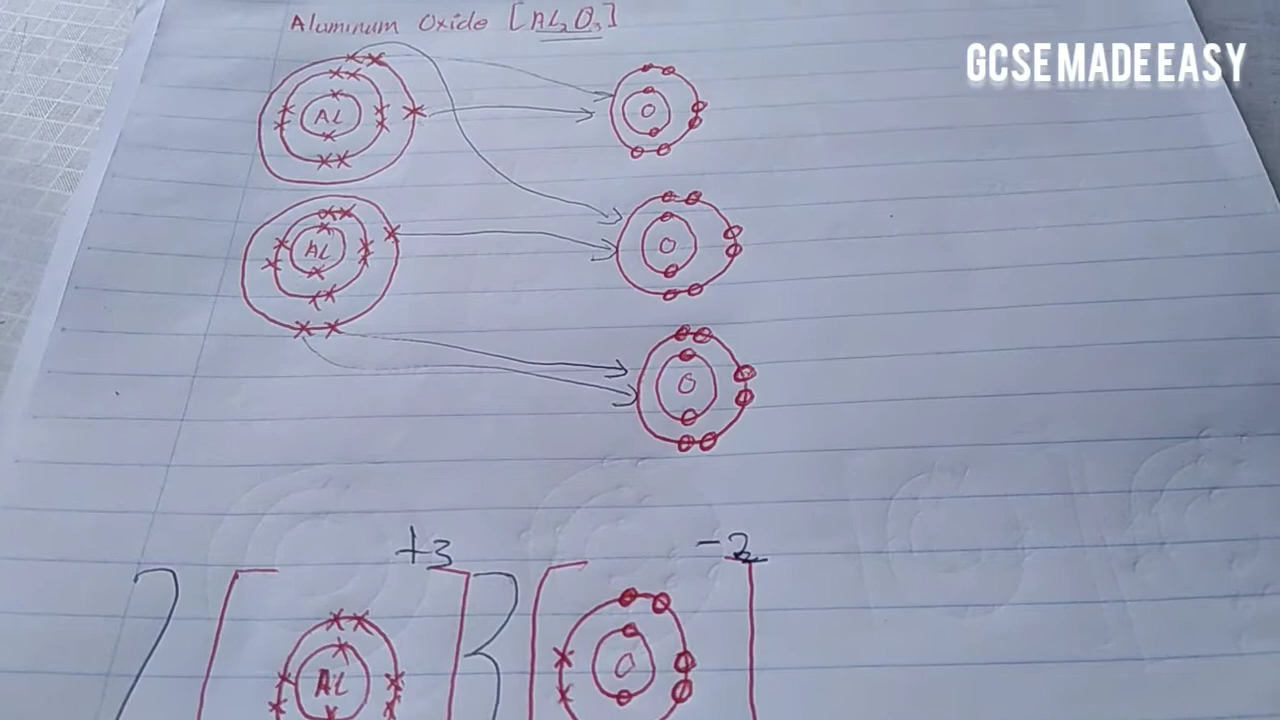 Aluminum Oxide [AL₂O₃]
GCSE MADE EASY
AL
O
AL
O
O
+3
-2
2 [AL] 3 [O]